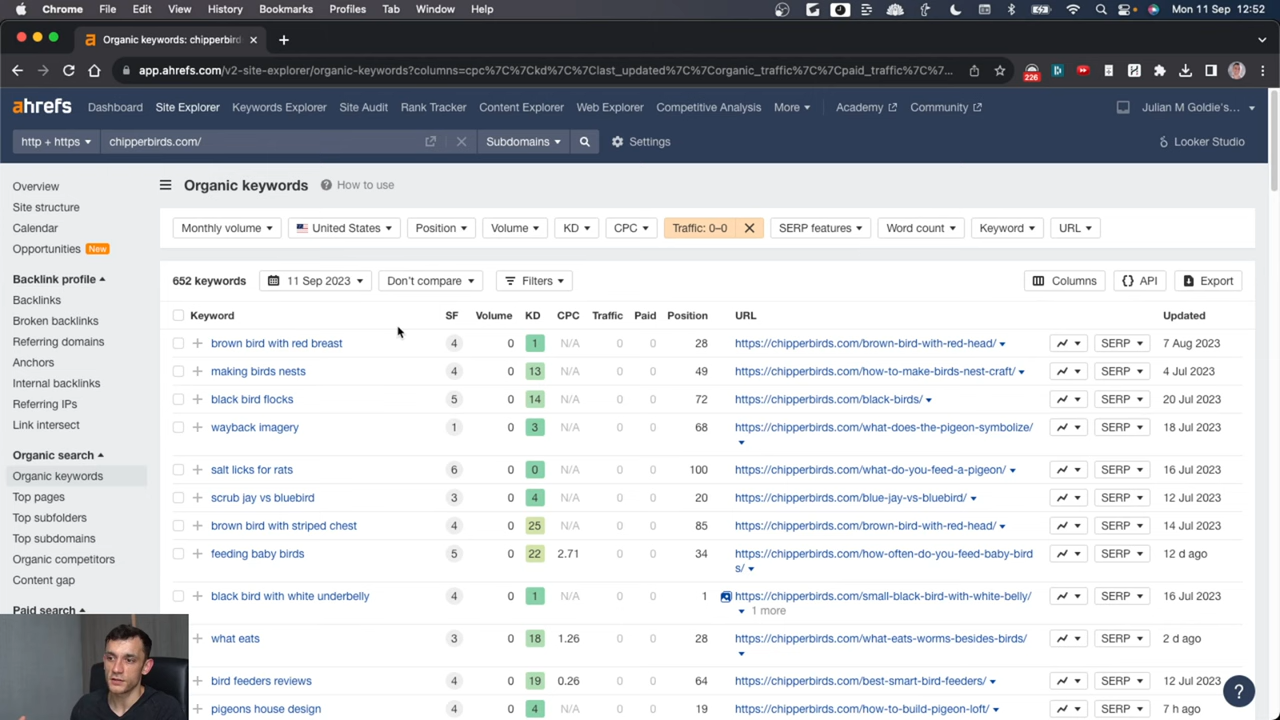 Chrome File Edit View History Bookmarks Profiles Tab Window Help Mon 11 Sep 12:52
a Organic keywords: chipperbirds
app.ahrefs.com/v2-site-explorer/organic-keywords?columns=cpc%7C%7Ckd%7C%7Clast_updated%7C%7Corganic_traffic%7C%7Cpaid_traffic%7C%7C... 226
ahrefs Dashboard Site Explorer Keywords Explorer Site Audit Rank Tracker Content Explorer Web Explorer Competitive Analysis More Academy Community Julian M Goldie's...
http + https chipperbirds.com/ Subdomains Settings Looker Studio
Overview
Site structure
Calendar
Opportunities New
Backlink profile
Backlinks
Broken backlinks
Referring domains
Anchors
Internal backlinks
Referring IPs
Link intersect
Organic search
Organic keywords
Top pages
Top subfolders
Top subdomains
Organic competitors
Content gap
Paid search
Organic keywords ? How to use
Monthly volume United States Position Volume KD CPC Traffic: 0–0 SERP features Word count Keyword URL
652 keywords 11 Sep 2023 Don't compare Filters Columns {} API Export
Keyword SF Volume KD CPC Traffic Paid Position URL Updated
brown bird with red breast 4 0 1 N/A 0 0 28 https://chipperbirds.com/brown-bird-with-red-head/ SERP 7 Aug 2023
making birds nests 4 0 13 N/A 0 0 49 https://chipperbirds.com/how-to-make-birds-nest-craft/ SERP 4 Jul 2023
black bird flocks 5 0 14 N/A 0 0 72 https://chipperbirds.com/black-birds/ SERP 20 Jul 2023
wayback imagery 1 0 3 N/A 0 0 68 https://chipperbirds.com/what-does-the-pigeon-symbolize/ SERP 18 Jul 2023
salt licks for rats 6 0 0 N/A 0 0 100 https://chipperbirds.com/what-do-you-feed-a-pigeon/ SERP 16 Jul 2023
scrub jay vs bluebird 3 0 4 N/A 0 0 20 https://chipperbirds.com/blue-jay-vs-bluebird/ SERP 12 Jul 2023
brown bird with striped chest 4 0 25 N/A 0 0 85 https://chipperbirds.com/brown-bird-with-red-head/ SERP 14 Jul 2023
feeding baby birds 5 0 22 2.71 0 0 34 https://chipperbirds.com/how-often-do-you-feed-baby-bird SERP 12 d ago
s/
black bird with white underbelly 4 0 1 N/A 0 0 1 https://chipperbirds.com/small-black-bird-with-white-belly/ SERP 16 Jul 2023
1 more
what eats 3 0 18 1.26 0 0 28 https://chipperbirds.com/what-eats-worms-besides-birds/ SERP 2 d ago
bird feeders reviews 4 0 19 0.26 0 0 64 https://chipperbirds.com/best-smart-bird-feeders/ SERP 12 Jul 2023
pigeons house design 4 0 4 N/A 0 0 19 https://chipperbirds.com/how-to-build-pigeon-loft/ SERP 7 h ago
?